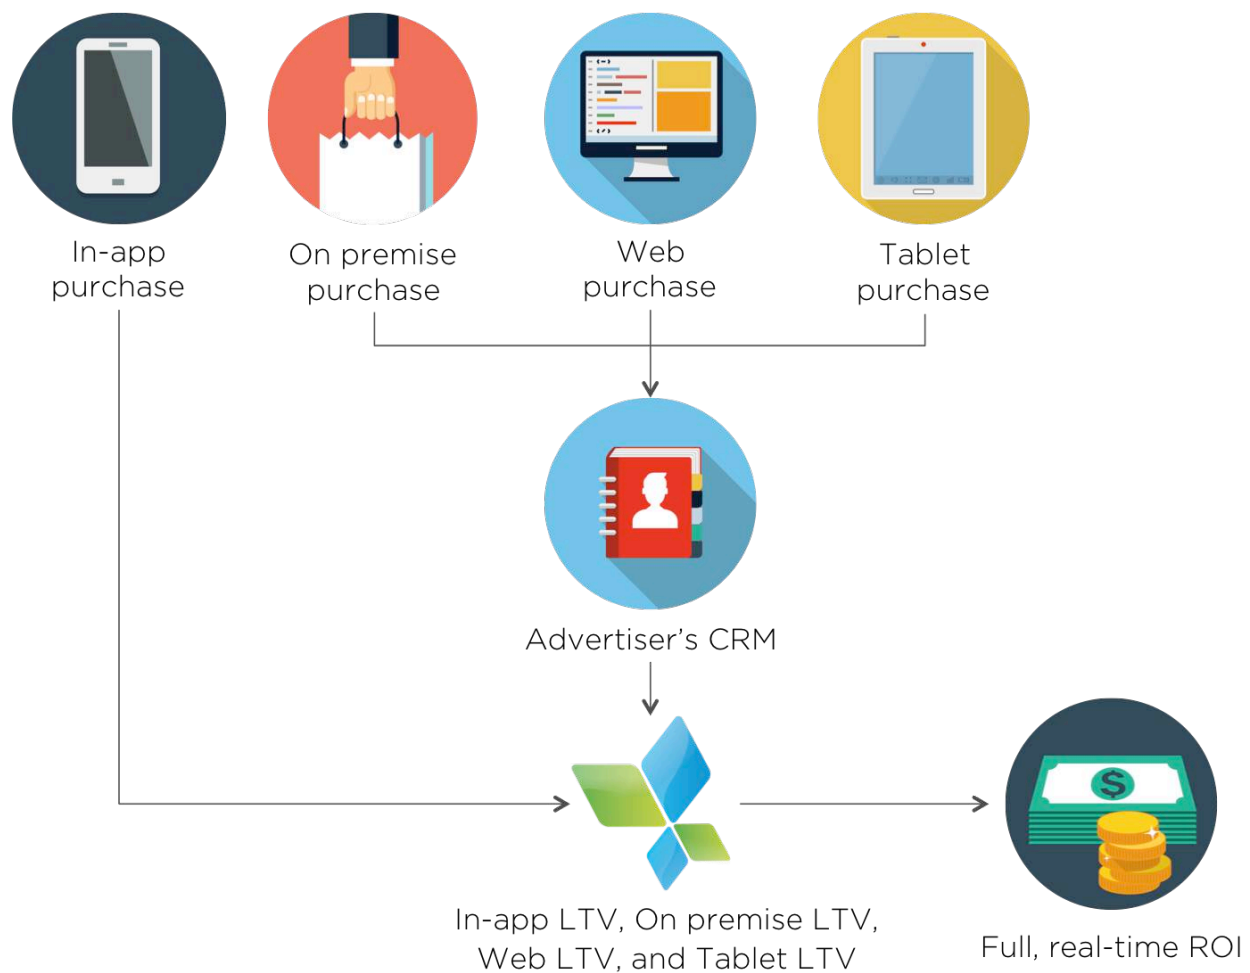 In-app
purchase
On premise
purchase
Web
purchase
Tablet
purchase
Advertiser’s CRM
$
In-app LTV, On premise LTV,
Web LTV, and Tablet LTV
Full, real-time ROI